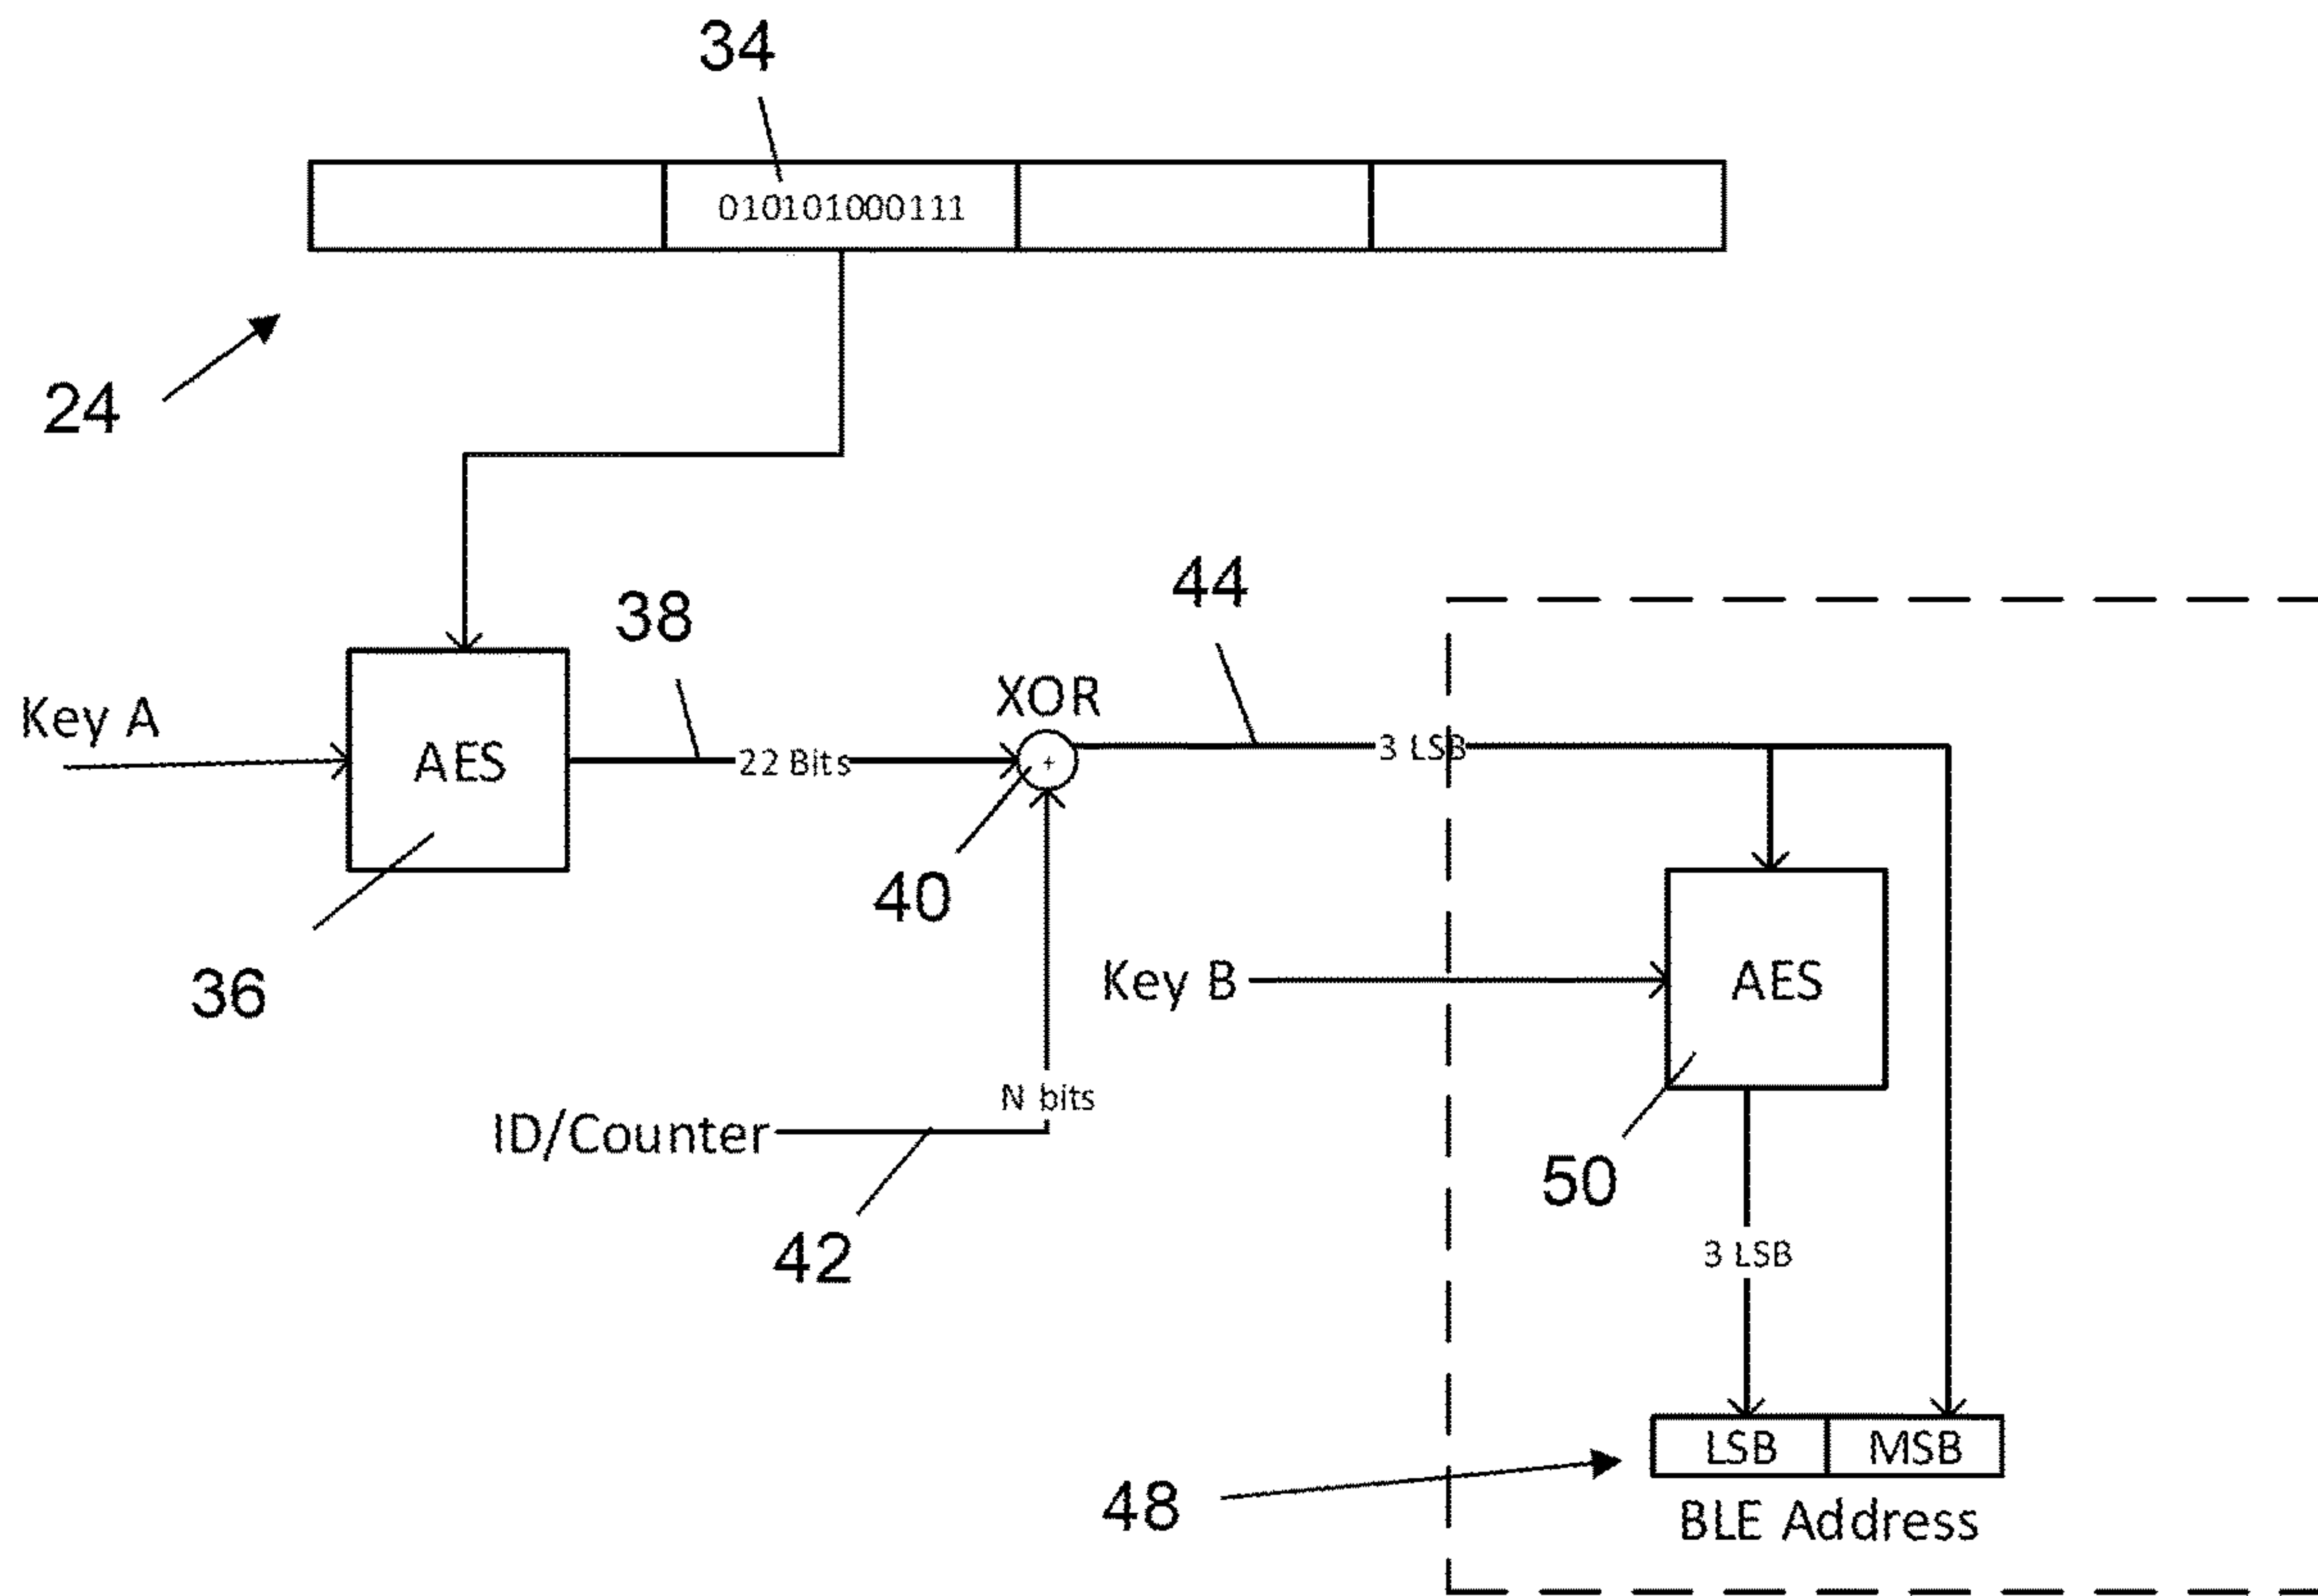 34
010101000111
24
38
44
Key A
AES
22 Bits
XOR
3 LSB
40
36
Key B
AES
N bits
ID/Counter
42
50
3 LSB
LSB MSB
48
BLE Address